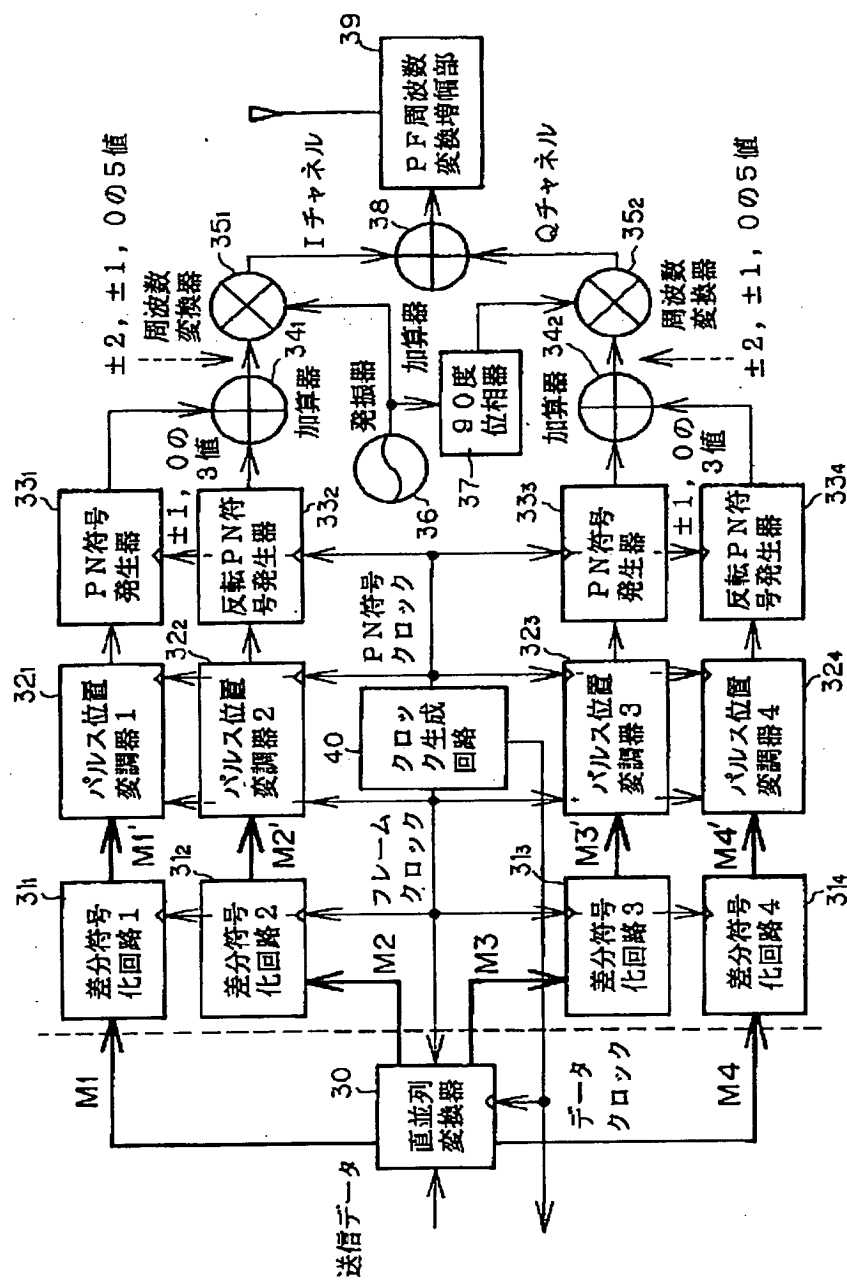 送信データ
30
直並列
変換器
データ
クロック
M1
M2
M3
M4
31₁
差分符号
化回路1
31₂
差分符号
化回路2
31₃
差分符号
化回路3
31₄
差分符号
化回路4
フレーム
クロック
M1'
M2'
M3'
M4'
32₁
パルス位置
変調器1
32₂
パルス位置
変調器2
32₃
パルス位置
変調器3
32₄
パルス位置
変調器4
40
クロッ
ク生成
回路
PN符号
クロック
33₁
PN符号
発生器
33₂
反転PN符
号発生器
33₃
PN符号
発生器
33₄
反転PN符
号発生器
±1,0の
3値
±1,0の
3値
36
発振器
37
90度
位相器
加算器
34₁
加算器
34₂
±2,±1,0の5値
±2,±1,0の5値
周波数
変換器
35₁
周波数
変換器
35₂
Iチャネル
Qチャネル
加算器
38
39
PF周波数
変換増幅部